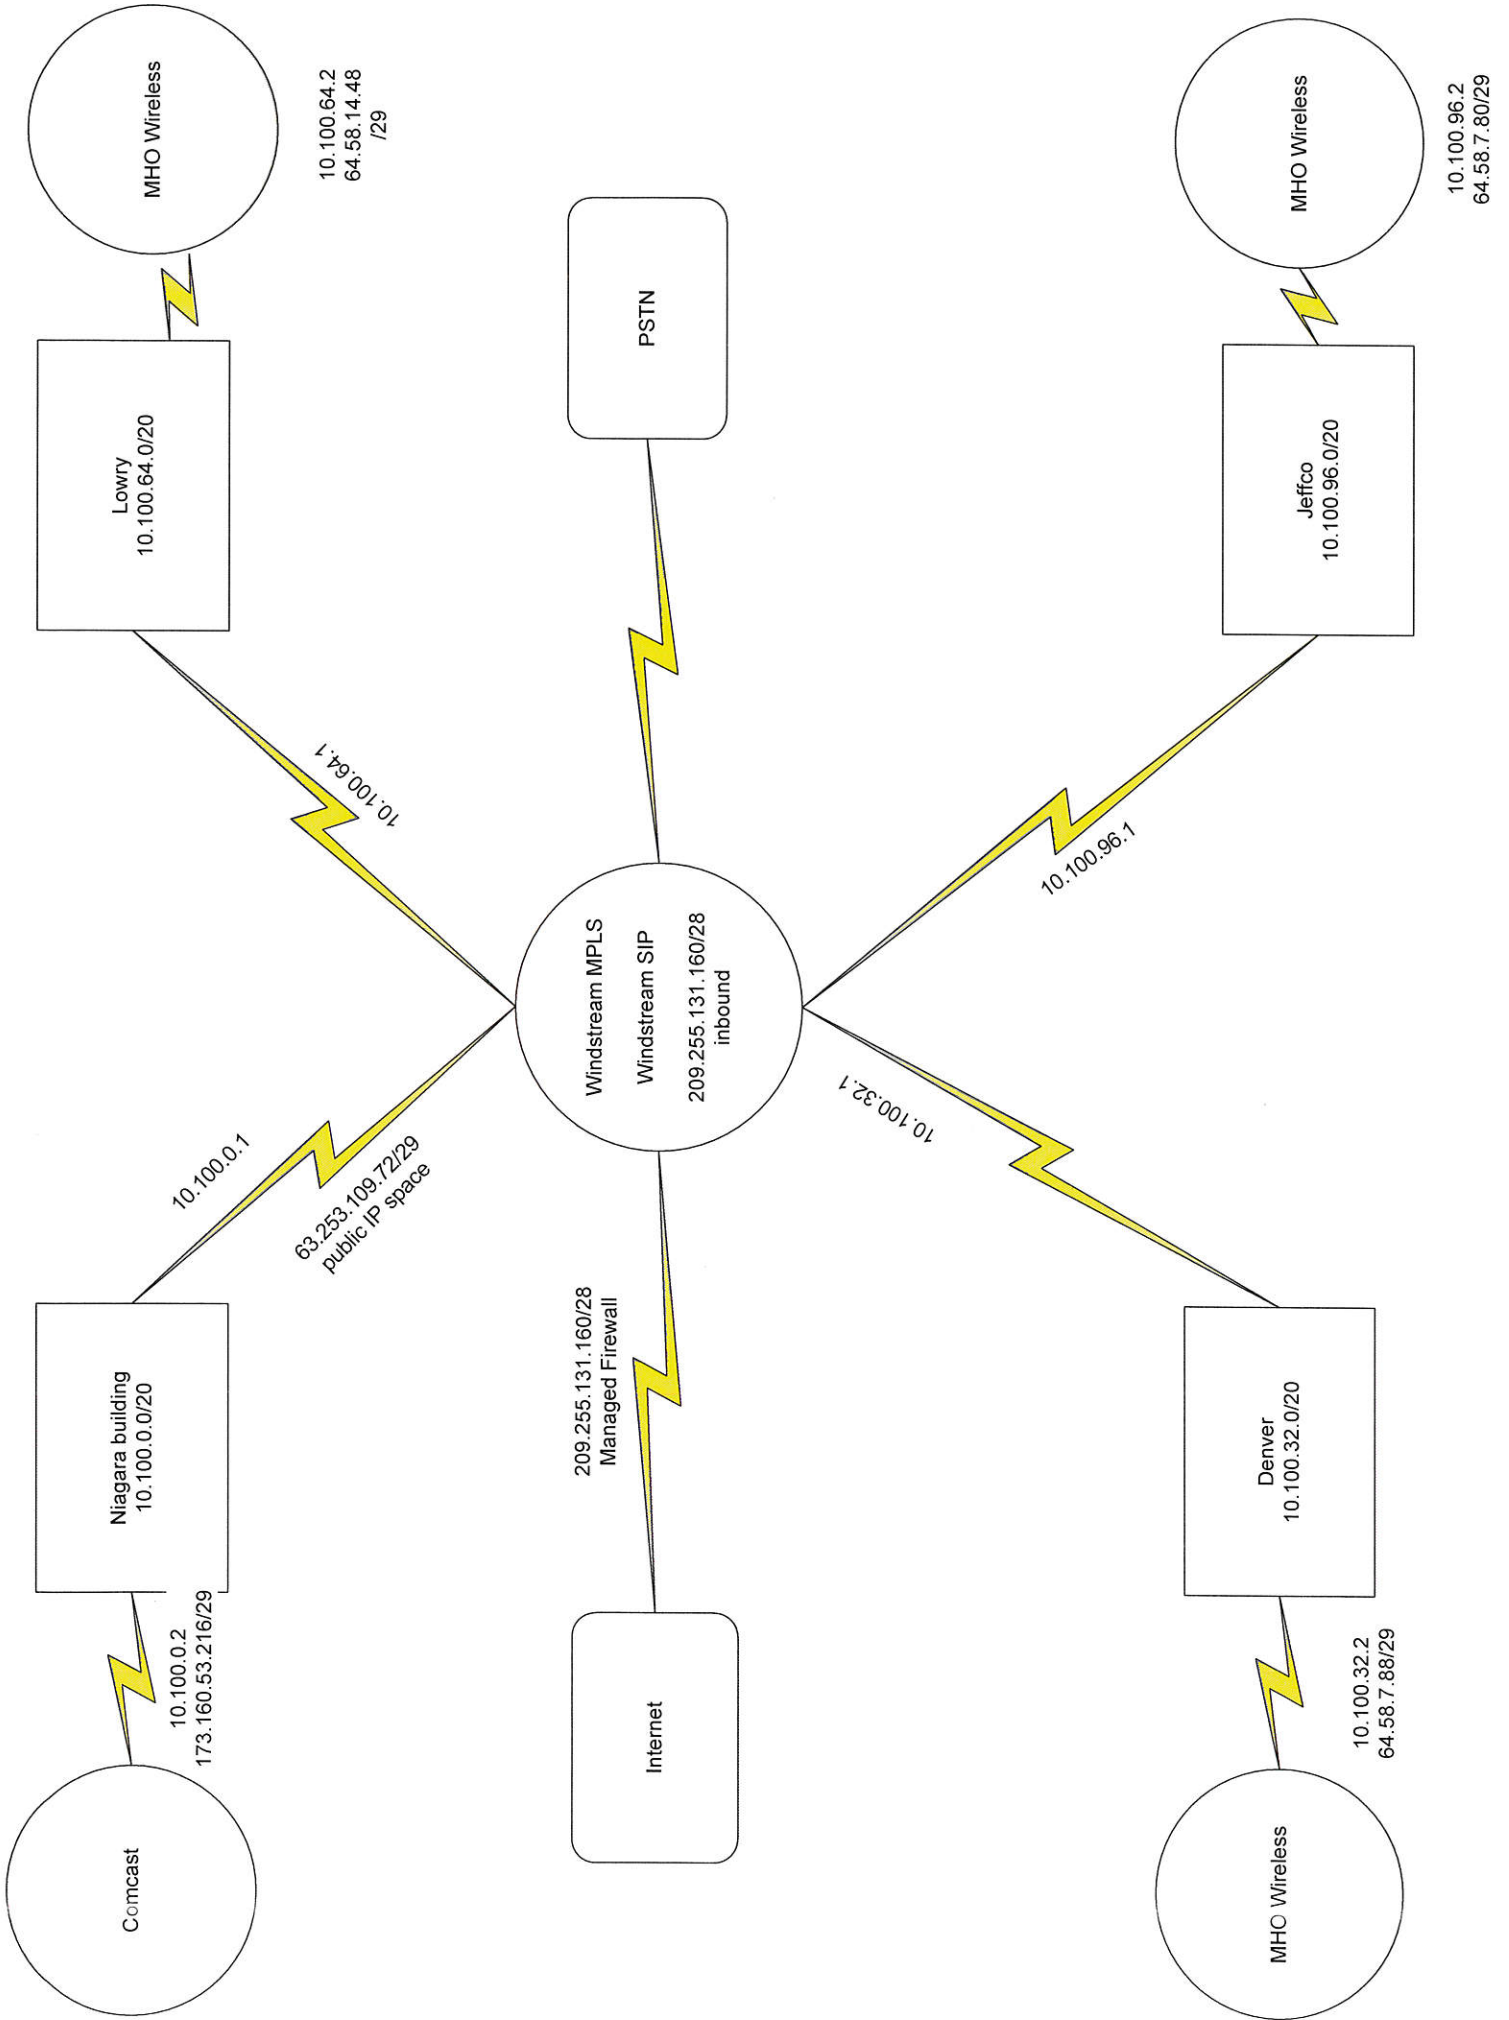 Comcast
10.100.0.2
173.160.53.216/29
Niagara building
10.100.0.0/20
10.100.0.1
63.253.109.72/29
public IP space
Lowry
10.100.64.0/20
10.100.64.1
MHO Wireless
10.100.64.2
64.58.14.48
/29
Internet
209.255.131.160/28
Managed Firewall
Windstream MPLS
Windstream SIP
209.255.131.160/28
inbound
PSTN
MHO Wireless
10.100.32.2
64.58.7.88/29
Denver
10.100.32.0/20
10.100.32.1
10.100.96.1
Jeffco
10.100.96.0/20
MHO Wireless
10.100.96.2
64.58.7.80/29